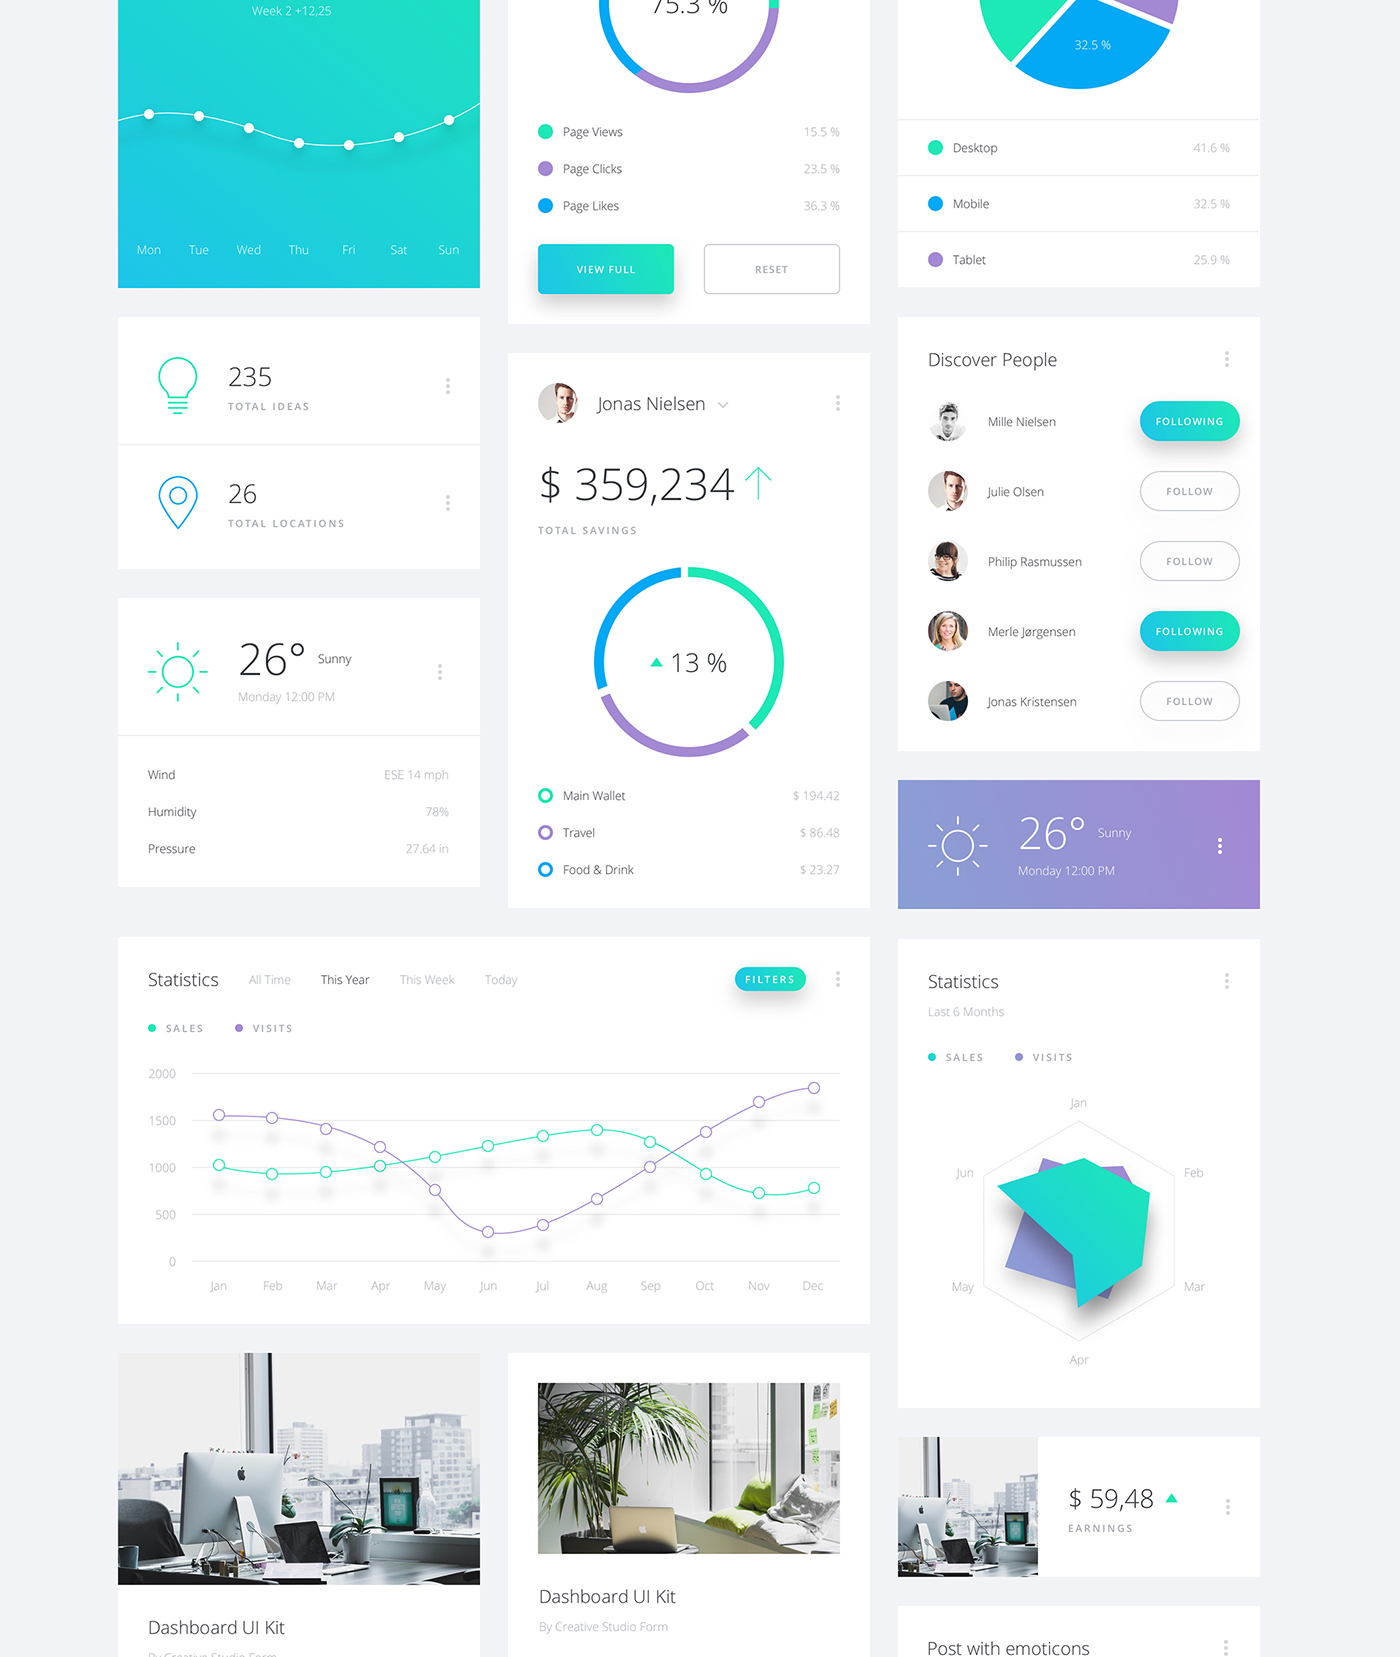 Week 2 +12,25
Mon Tue Wed Thu Fri Sat Sun
75.3 %
Page Views 15.5 %
Page Clicks 23.5 %
Page Likes 36.3 %
VIEW FULL RESET
32.5 %
Desktop 41.6 %
Mobile 32.5 %
Tablet 25.9 %
235
TOTAL IDEAS
26
TOTAL LOCATIONS
26° Sunny
Monday 12:00 PM
Wind ESE 14 mph
Humidity 78%
Pressure 27.64 in
Jonas Nielsen
$ 359,234
TOTAL SAVINGS
13 %
Main Wallet $ 194.42
Travel $ 86.48
Food & Drink $ 23.27
Discover People
Mille Nielsen FOLLOWING
Julie Olsen FOLLOW
Philip Rasmussen FOLLOW
Merle Jørgensen FOLLOWING
Jonas Kristensen FOLLOW
26° Sunny
Monday 12:00 PM
Statistics All Time This Year This Week Today FILTERS
SALES VISITS
2000
1500
1000
500
0
Jan Feb Mar Apr May Jun Jul Aug Sep Oct Nov Dec
Statistics
Last 6 Months
SALES VISITS
Jan
Jun Feb
May Mar
Apr
Dashboard UI Kit
By Creative Studio Form
Dashboard UI Kit
By Creative Studio Form
$ 59,48
EARNINGS
Post with emoticons